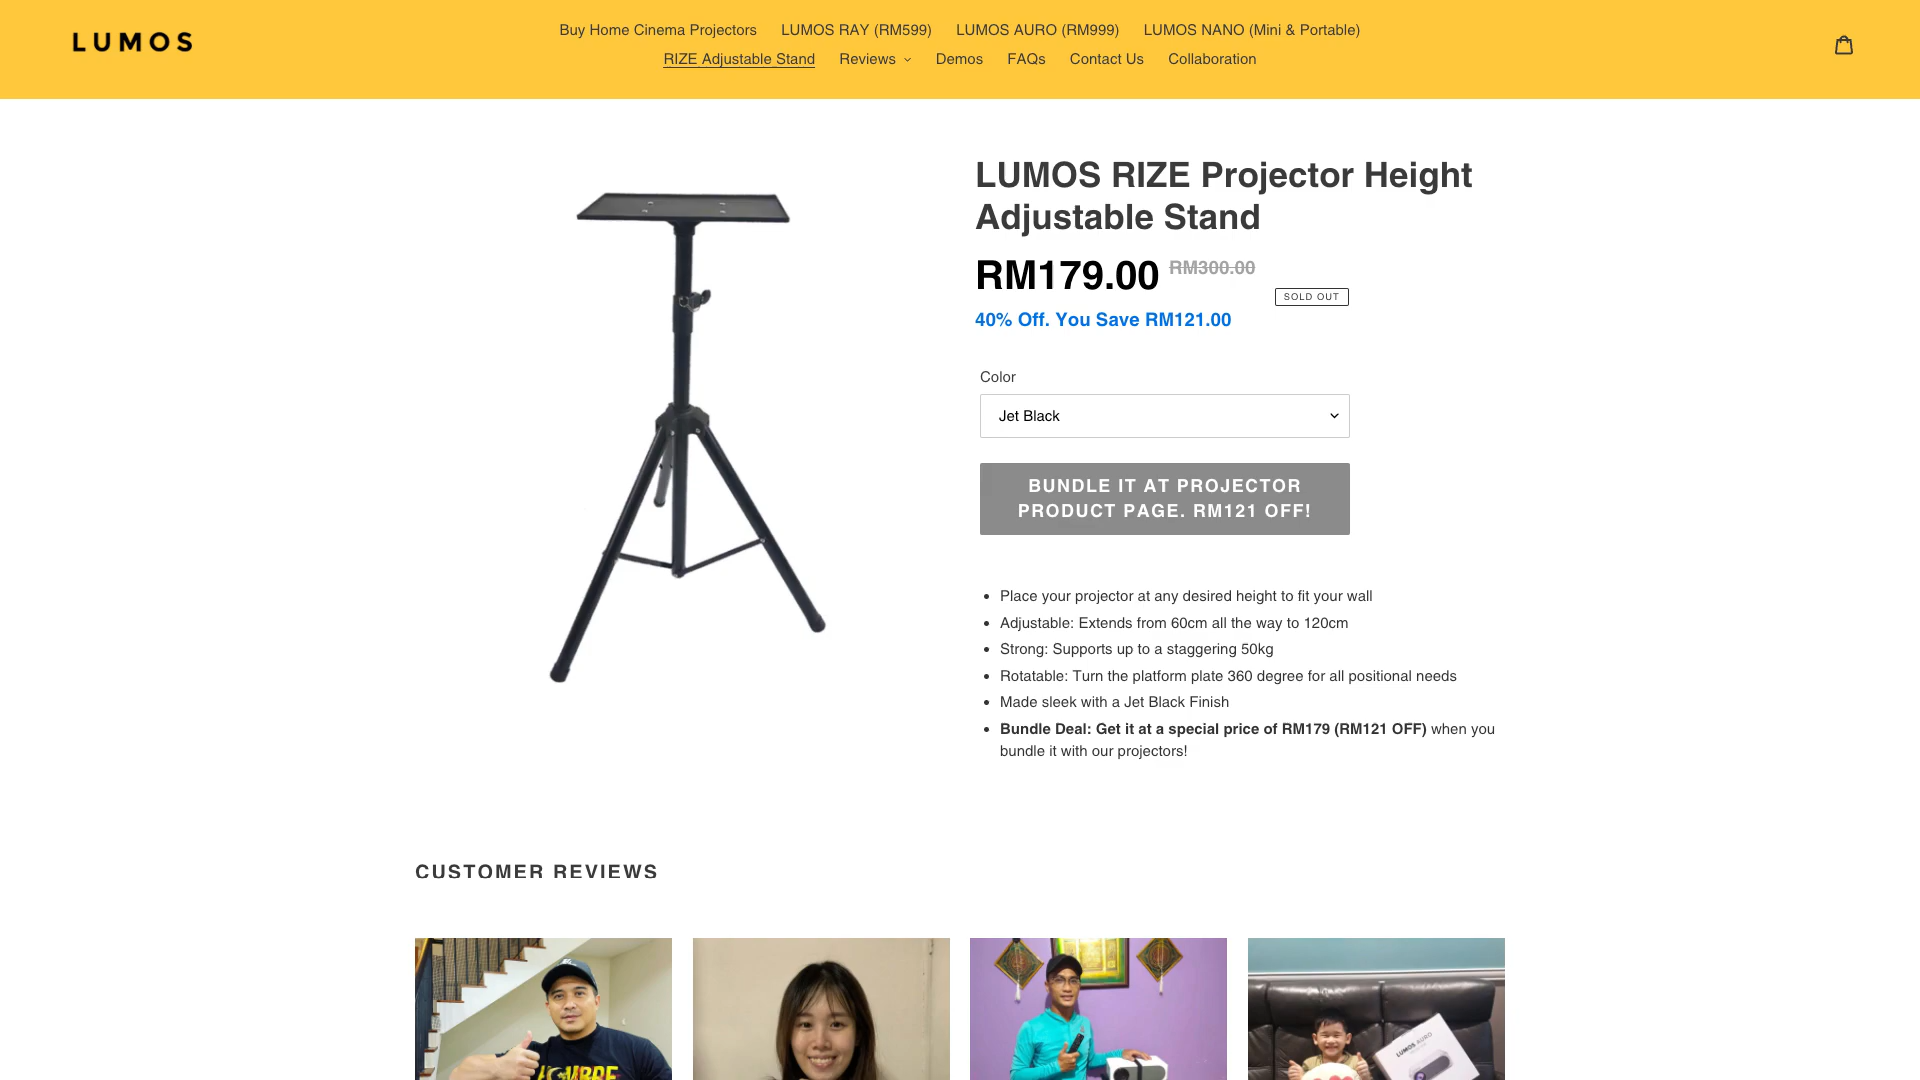 LUMOS
Buy Home Cinema Projectors LUMOS RAY (RM599) LUMOS AURO (RM999) LUMOS NANO (Mini & Portable)
RIZE Adjustable Stand Reviews Demos FAQs Contact Us Collaboration
LUMOS RIZE Projector Height
Adjustable Stand
RM179.00 RM300.00
SOLD OUT
40% Off. You Save RM121.00
Color
Jet Black
BUNDLE IT AT PROJECTOR
PRODUCT PAGE. RM121 OFF!
Place your projector at any desired height to fit your wall
Adjustable: Extends from 60cm all the way to 120cm
Strong: Supports up to a staggering 50kg
Rotatable: Turn the platform plate 360 degree for all positional needs
Made sleek with a Jet Black Finish
Bundle Deal: Get it at a special price of RM179 (RM121 OFF) when you
bundle it with our projectors!
CUSTOMER REVIEWS
LUMOS AURO